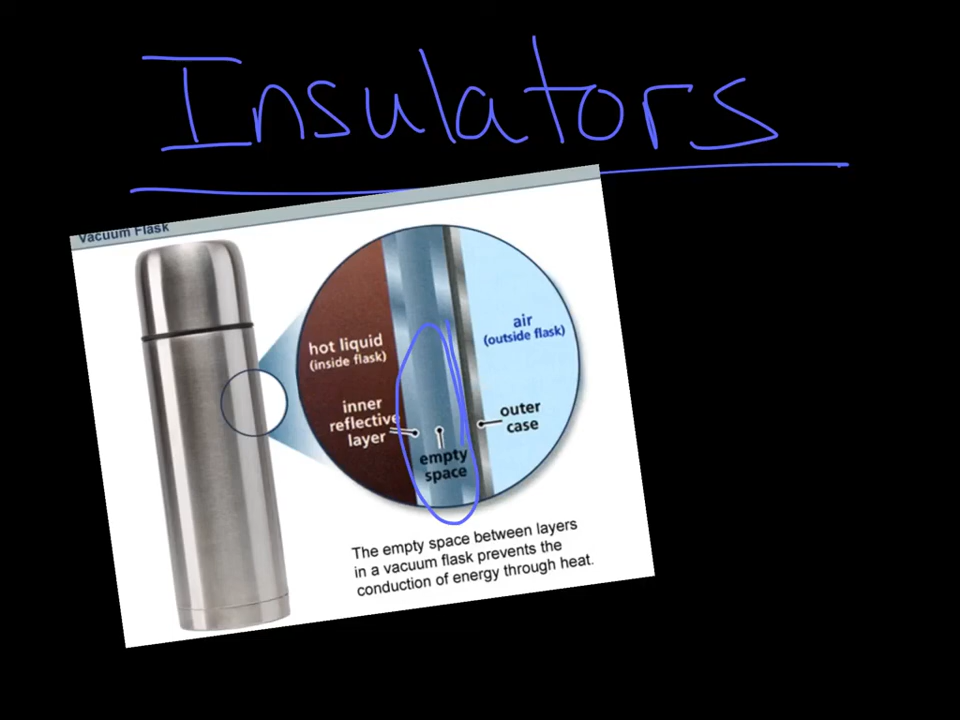 Insulators
Vacuum Flask
hot liquid
(inside flask)
air
(outside flask)
inner
reflective
layer
empty
space
outer
case
The empty space between layers
in a vacuum flask prevents the
conduction of energy through heat.